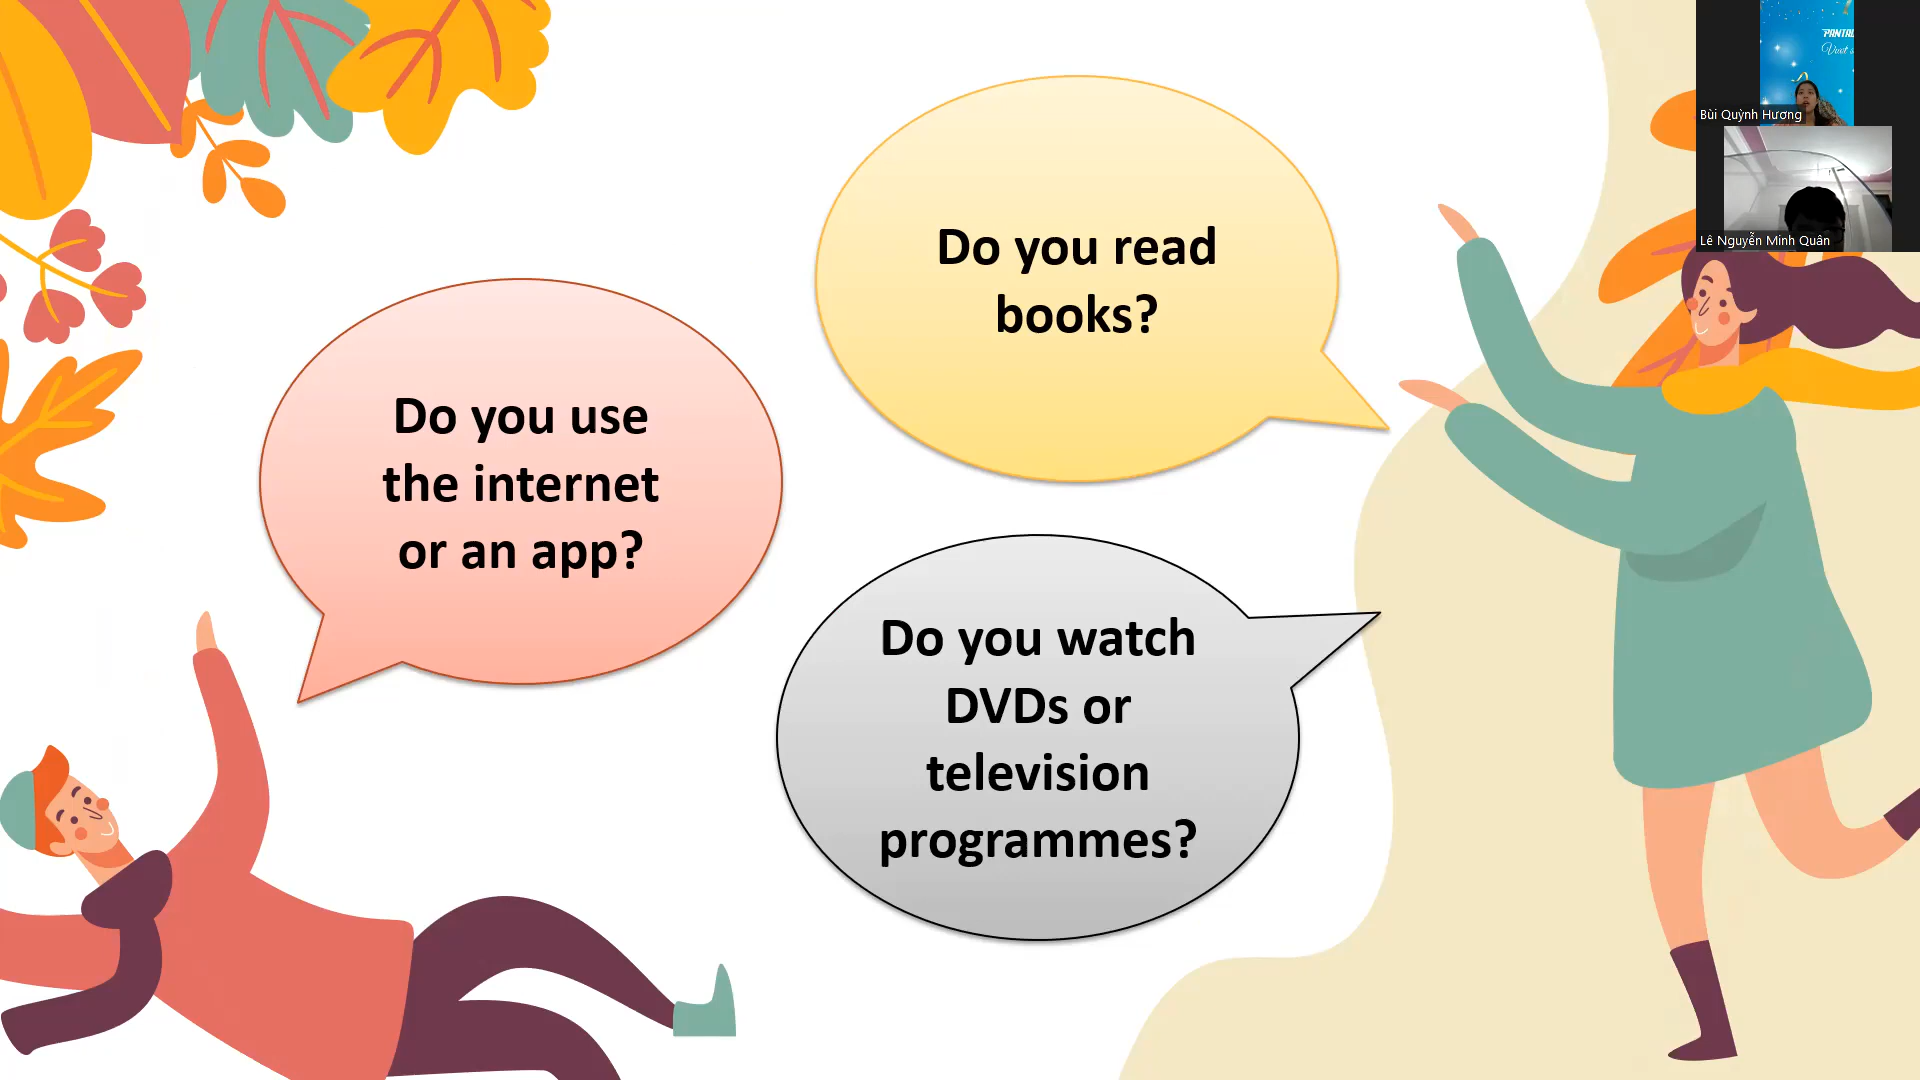 Do you use
the internet
or an app?
Do you read
books?
Do you watch
DVDs or
television
programmes?
Bùi Quỳnh Hương
Lê Nguyễn Minh Quân